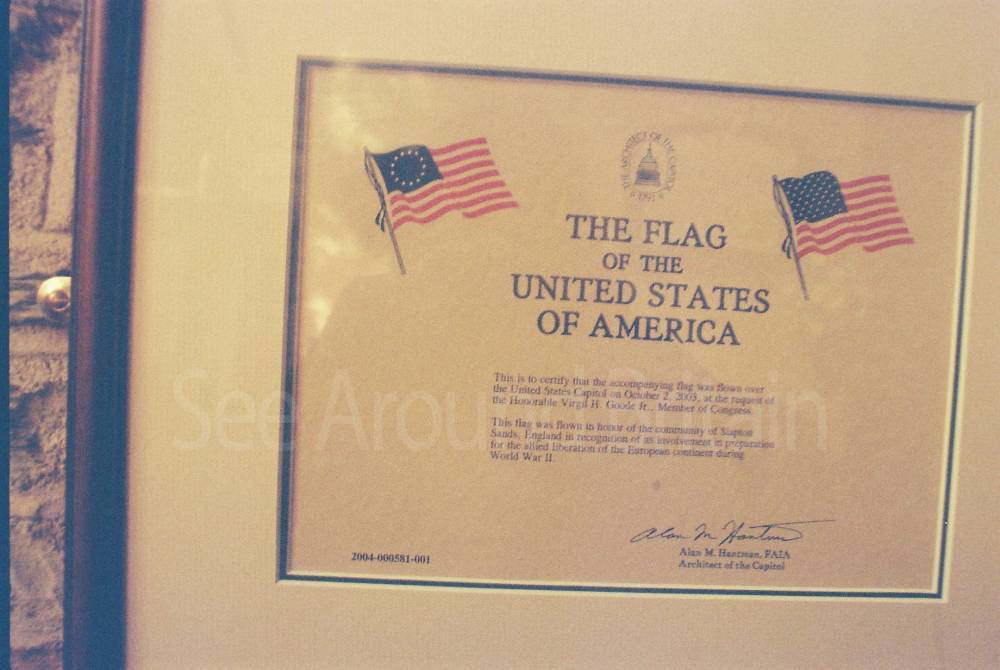 THE ARCHITECT OF THE CAPITOL
1793
THE FLAG
OF THE
UNITED STATES
OF AMERICA
This is to certify that the accompanying flag was flown over
the United States Capitol on October 2, 2003, at the request of
the Honorable Virgil H. Goode Jr., Member of Congress.
This flag was flown in honor of the community of Slapton
Sands, England in recognition of its involvement in preparation
for the allied liberation of the European continent during
World War II.
Alan M Hantman
2004-000581-001
Alan M. Hantman, FAIA
Architect of the Capitol
See Around Britain